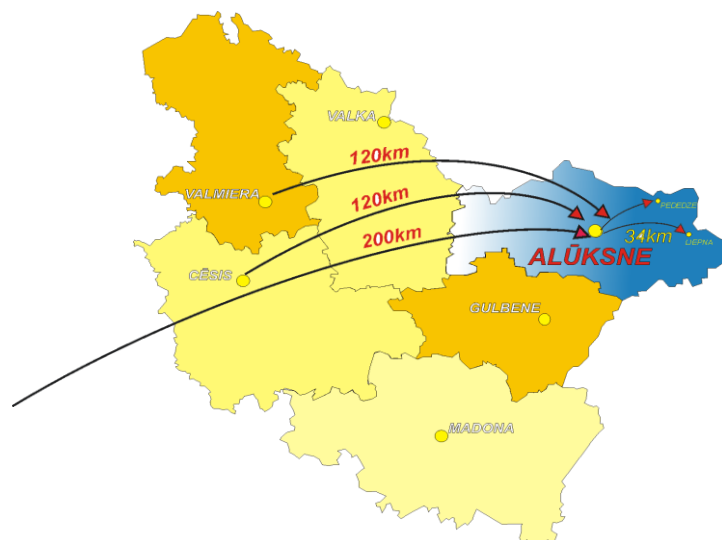 VALKA
120km
VALMIERA
120km
PEDEDZE
200km
34km
LIEPNA
ALŪKSNE
CĒSIS
GULBENE
MADONA